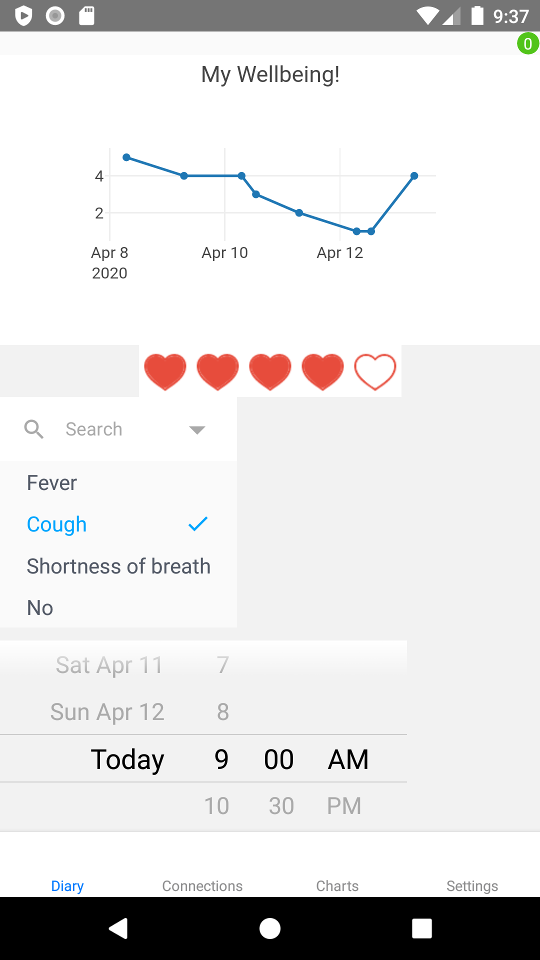 9:37
0
My Wellbeing!
4
2
Apr 8 Apr 10 Apr 12
2020
Search
Fever
Cough
Shortness of breath
No
Sat Apr 11 7
Sun Apr 12 8
Today 9 00 AM
10 30 PM
Diary Connections Charts Settings